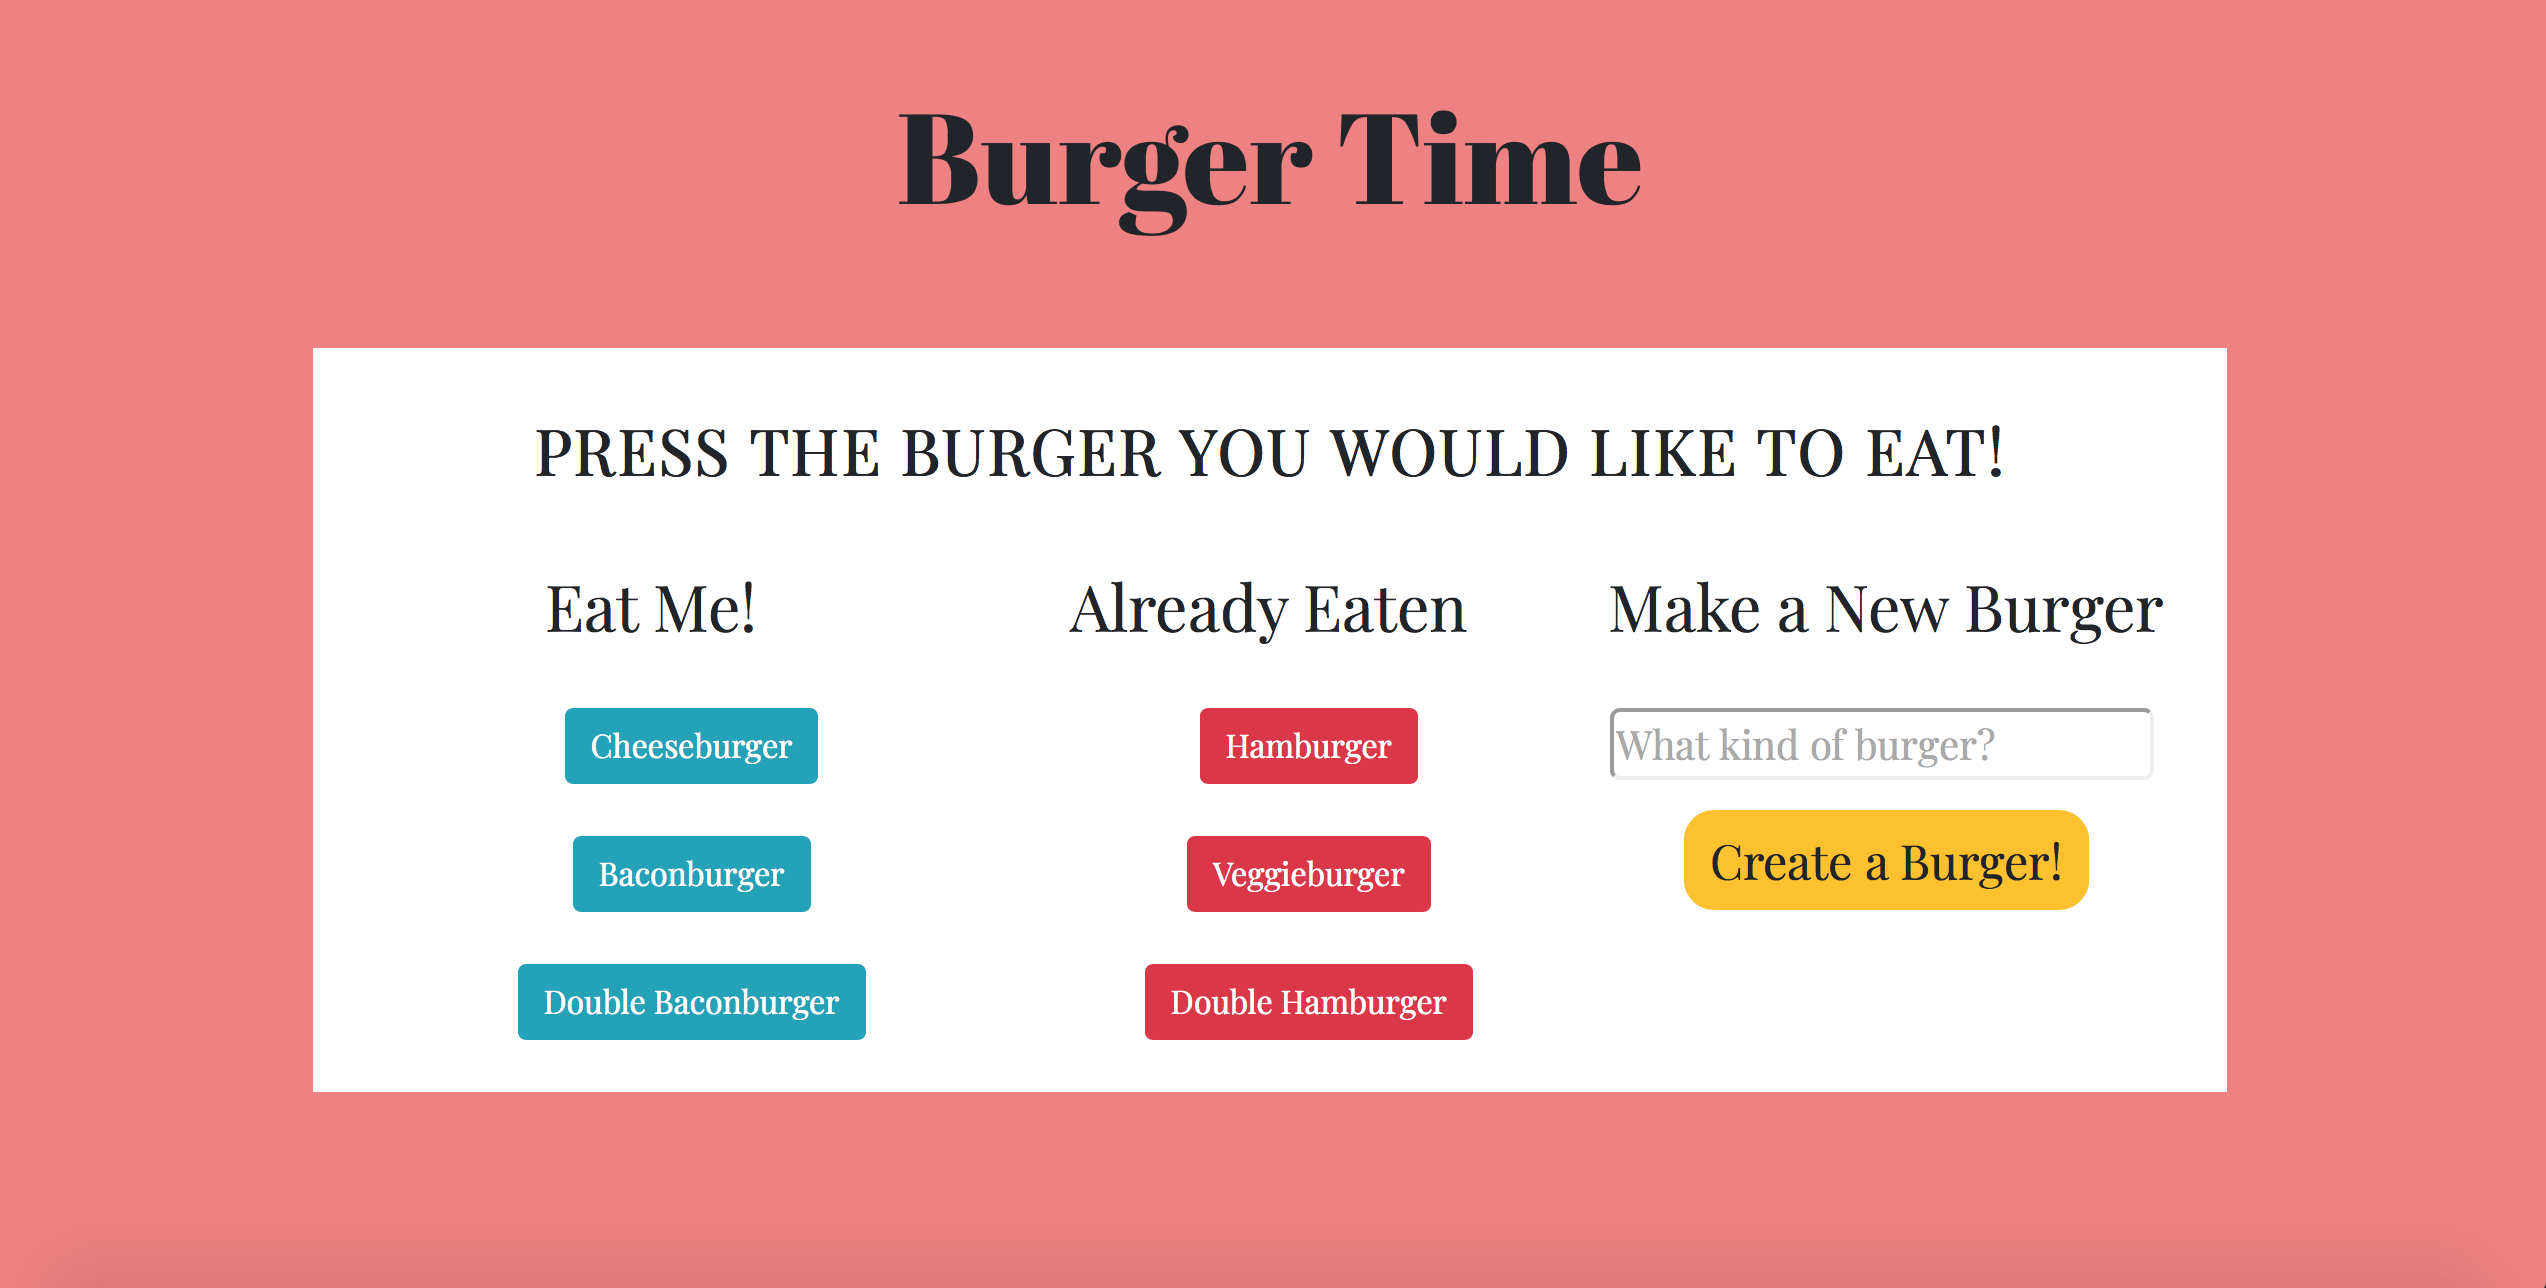 Burger Time
PRESS THE BURGER YOU WOULD LIKE TO EAT!
Eat Me!
Cheeseburger
Baconburger
Double Baconburger
Already Eaten
Hamburger
Veggieburger
Double Hamburger
Make a New Burger
What kind of burger?
Create a Burger!